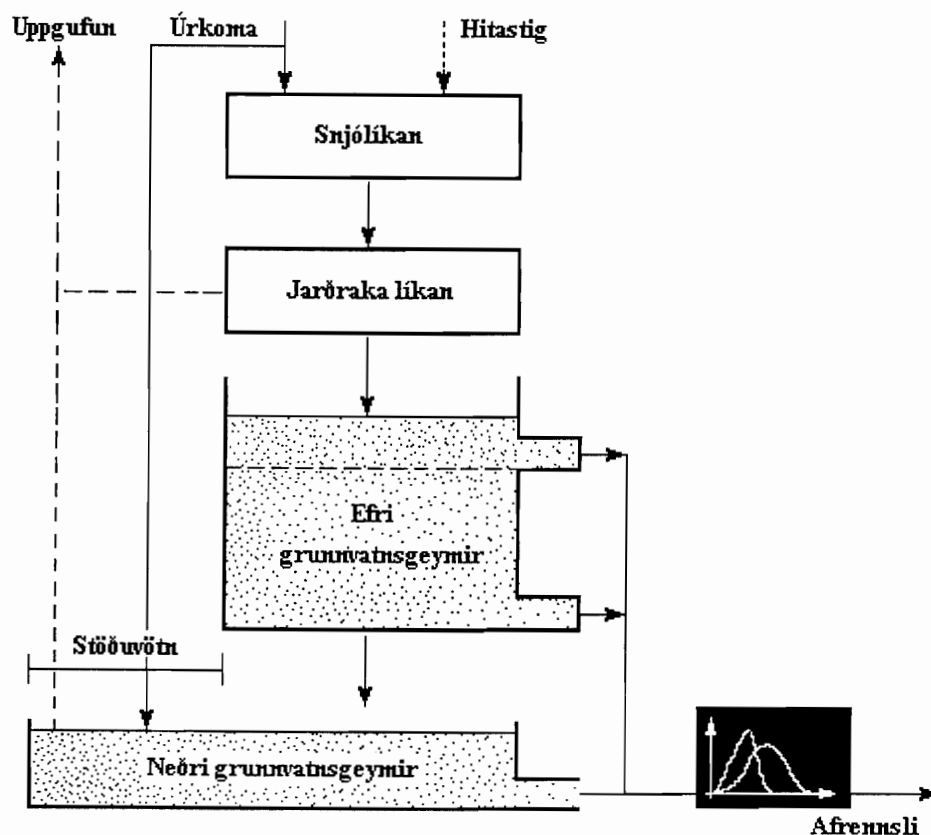 Uppgufun
Úrkoma
Hitastig
Snjólíkan
Jarðraka líkan
Efri
grunnvatnsgeymir
Stöðuvötn
Neðri grunnvatnsgeymir
Afrennsli